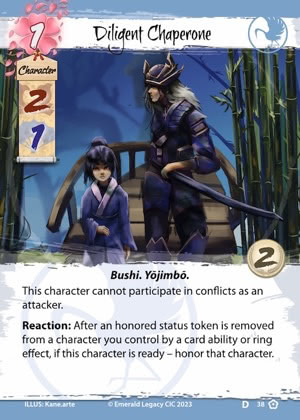 1
Diligent Chaperone
Character
2
1
2
Bushi. Yōjimbō.
This character cannot participate in conflicts as an
attacker.
Reaction: After an honored status token is removed
from a character you control by a card ability or ring
effect, if this character is ready – honor that character.
ILLUS: Kane.arte
© Emerald Legacy CIC 2023
D
38